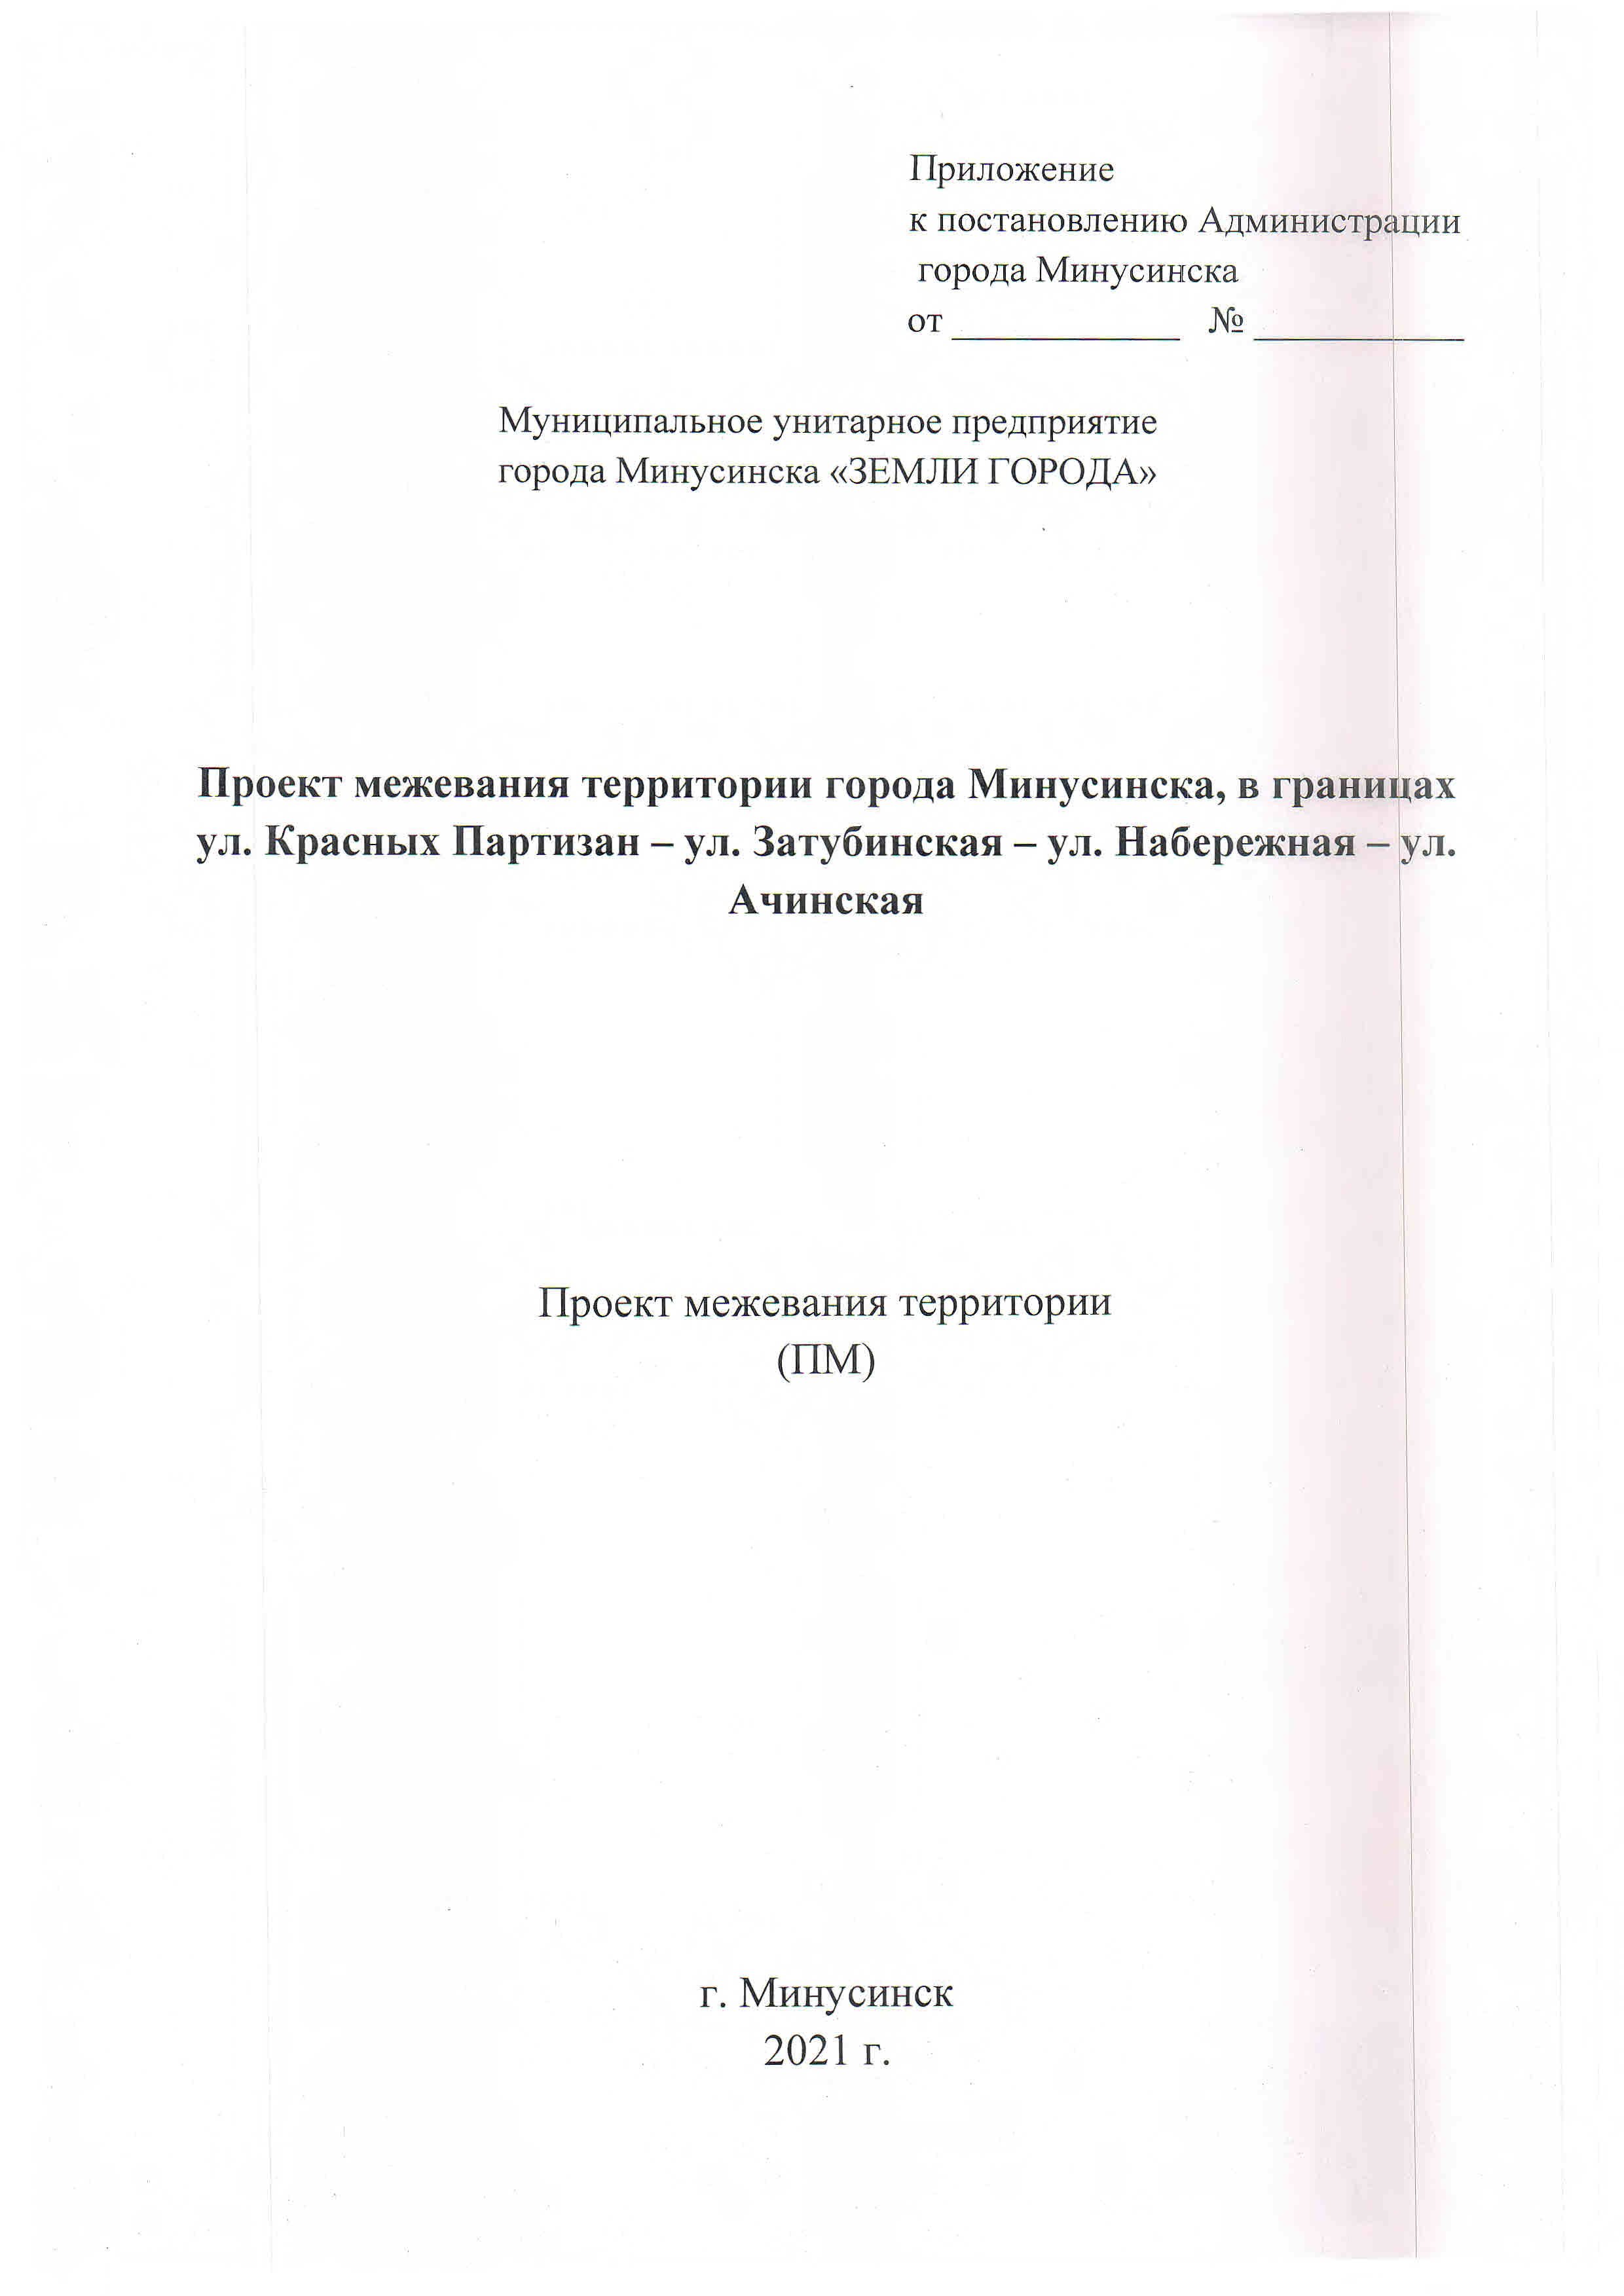 Приложение
к постановлению Администрации
города Минусинска
от ____________ № ___________
Муниципальное унитарное предприятие
города Минусинска «ЗЕМЛИ ГОРОДА»
Проект межевания территории города Минусинска, в границах
ул. Красных Партизан – ул. Затубинская – ул. Набережная – ул.
Ачинская
Проект межевания территории
(ПМ)
г. Минусинск
2021 г.